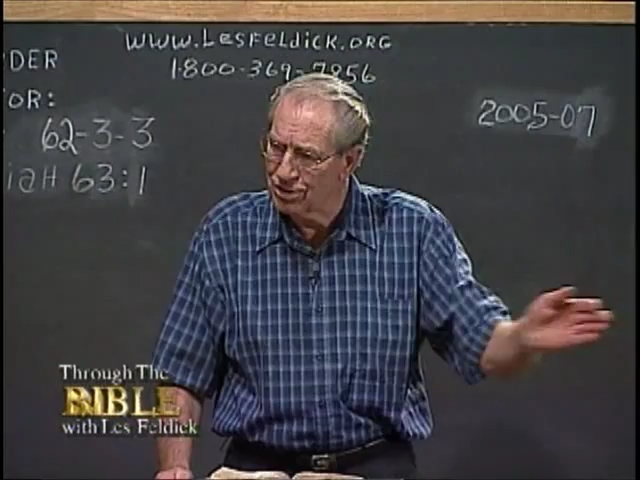 www.LesFeldick.org
1-800-369-7856
DER
OR:
62-3-3
iaH 63:1
2005-07
Through The
BIBLE
with Les Feldick